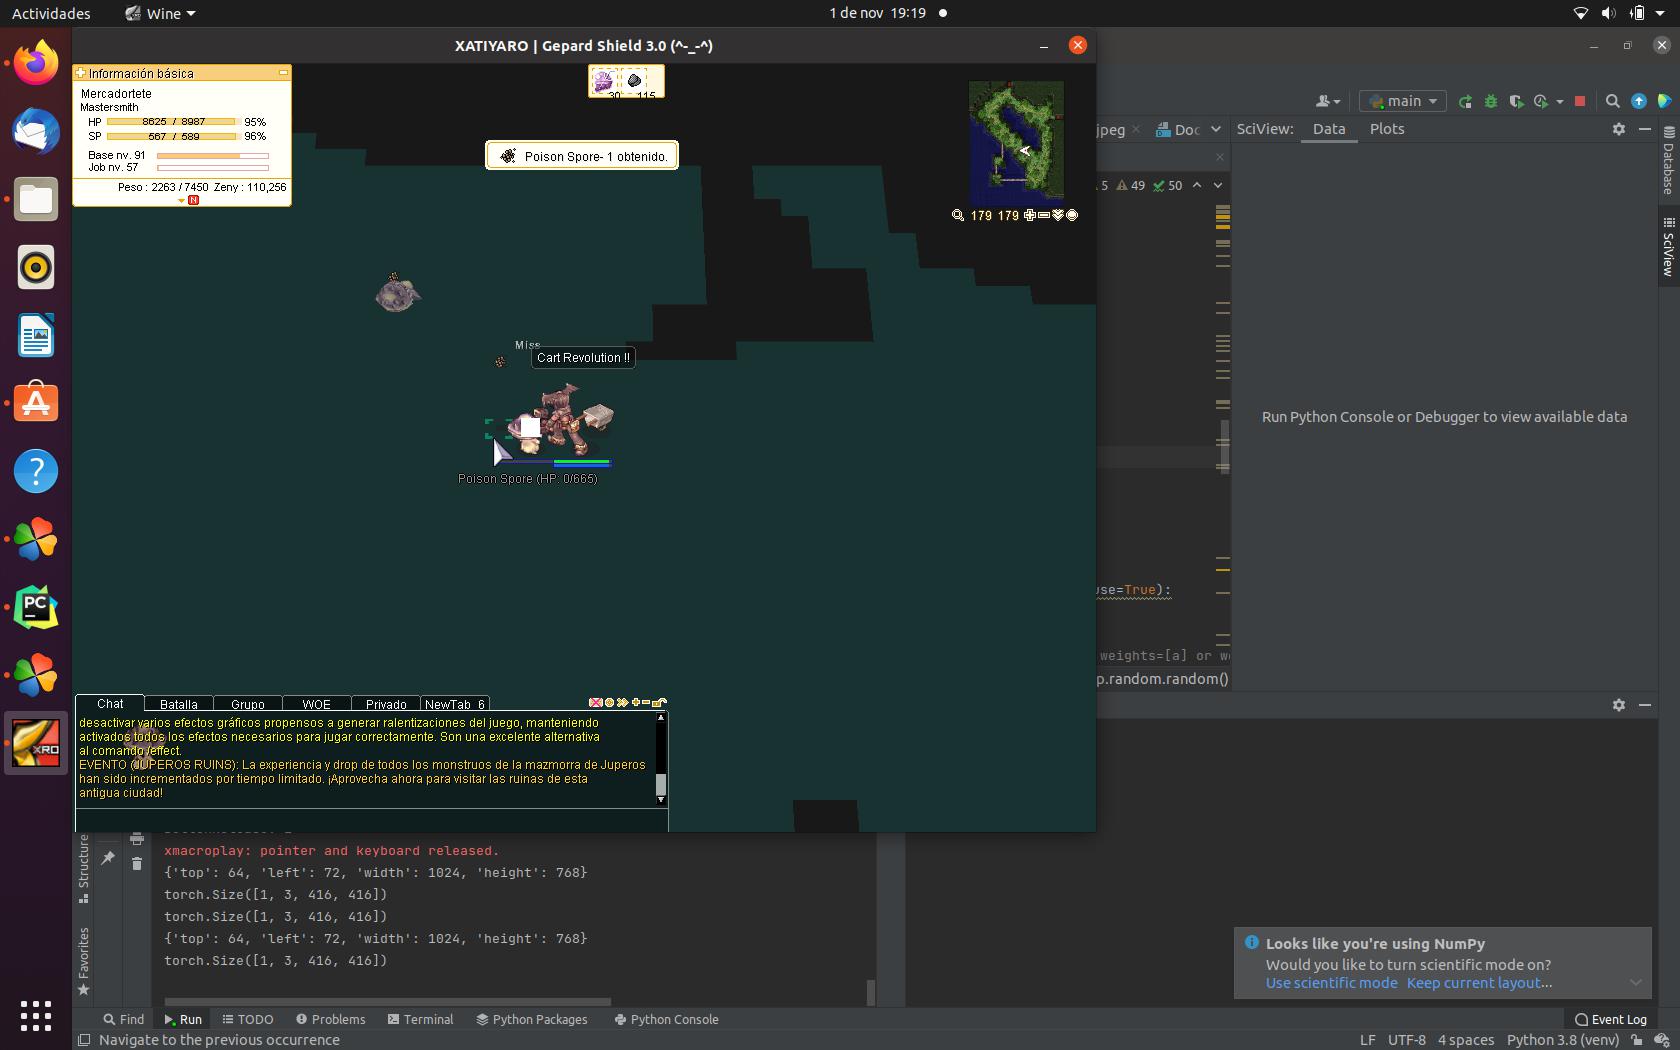 Actividades
Wine
1 de nov 19:19
XATIYARO | Gepard Shield 3.0 (^-_-^)
Información básica
Mercadortete
Mastersmith
HP 8625 / 8987 95%
SP 567 / 589 96%
Base nv. 91
Job nv. 57
Peso : 2263 / 7450 Zeny : 110,256
N
30 115
Poison Spore- 1 obtenido.
179 179
Miss
Cart Revolution !!
Poison Spore (HP: 0/665)
Chat Batalla Grupo WOE Privado NewTab_6
desactivar varios efectos gráficos propensos a generar ralentizaciones del juego, manteniendo
activados todos los efectos necesarios para jugar correctamente. Son una excelente alternativa
al comando /effect.
EVENTO (JUPEROS RUINS): La experiencia y drop de todos los monstruos de la mazmorra de Juperos
han sido incrementados por tiempo limitado. ¡Aprovecha ahora para visitar las ruinas de esta
antigua ciudad!
main
jpeg
Doc
SciView: Data Plots
5 49 50
Database
SciView
Run Python Console or Debugger to view available data
use=True):
weights=[a] or we
p.random.random()
Structure
Favorites
xmacroplay: pointer and keyboard released.
{'top': 64, 'left': 72, 'width': 1024, 'height': 768}
torch.Size([1, 3, 416, 416])
torch.Size([1, 3, 416, 416])
{'top': 64, 'left': 72, 'width': 1024, 'height': 768}
torch.Size([1, 3, 416, 416])
Looks like you're using NumPy
Would you like to turn scientific mode on?
Use scientific mode Keep current layout...
PC
XRO
Find Run TODO Problems Terminal Python Packages Python Console
Event Log
Navigate to the previous occurrence
LF UTF-8 4 spaces Python 3.8 (venv)